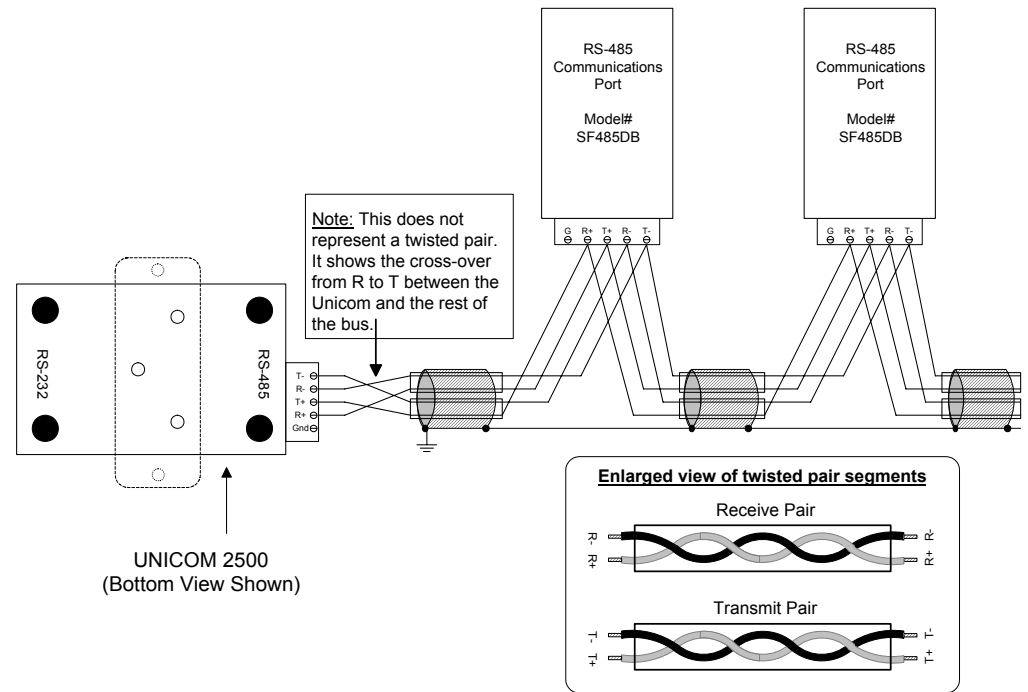 RS-485
Communications
Port
Model#
SF485DB
G R+ T+ R- T-
RS-485
Communications
Port
Model#
SF485DB
G R+ T+ R- T-
Note: This does not
represent a twisted pair.
It shows the cross-over
from R to T between the
Unicom and the rest of
the bus.
RS-232
RS-485
T-
R-
T+
R+
Gnd
UNICOM 2500
(Bottom View Shown)
Enlarged view of twisted pair segments
Receive Pair
R- R-
R+ R+
Transmit Pair
T- T-
T+ T+